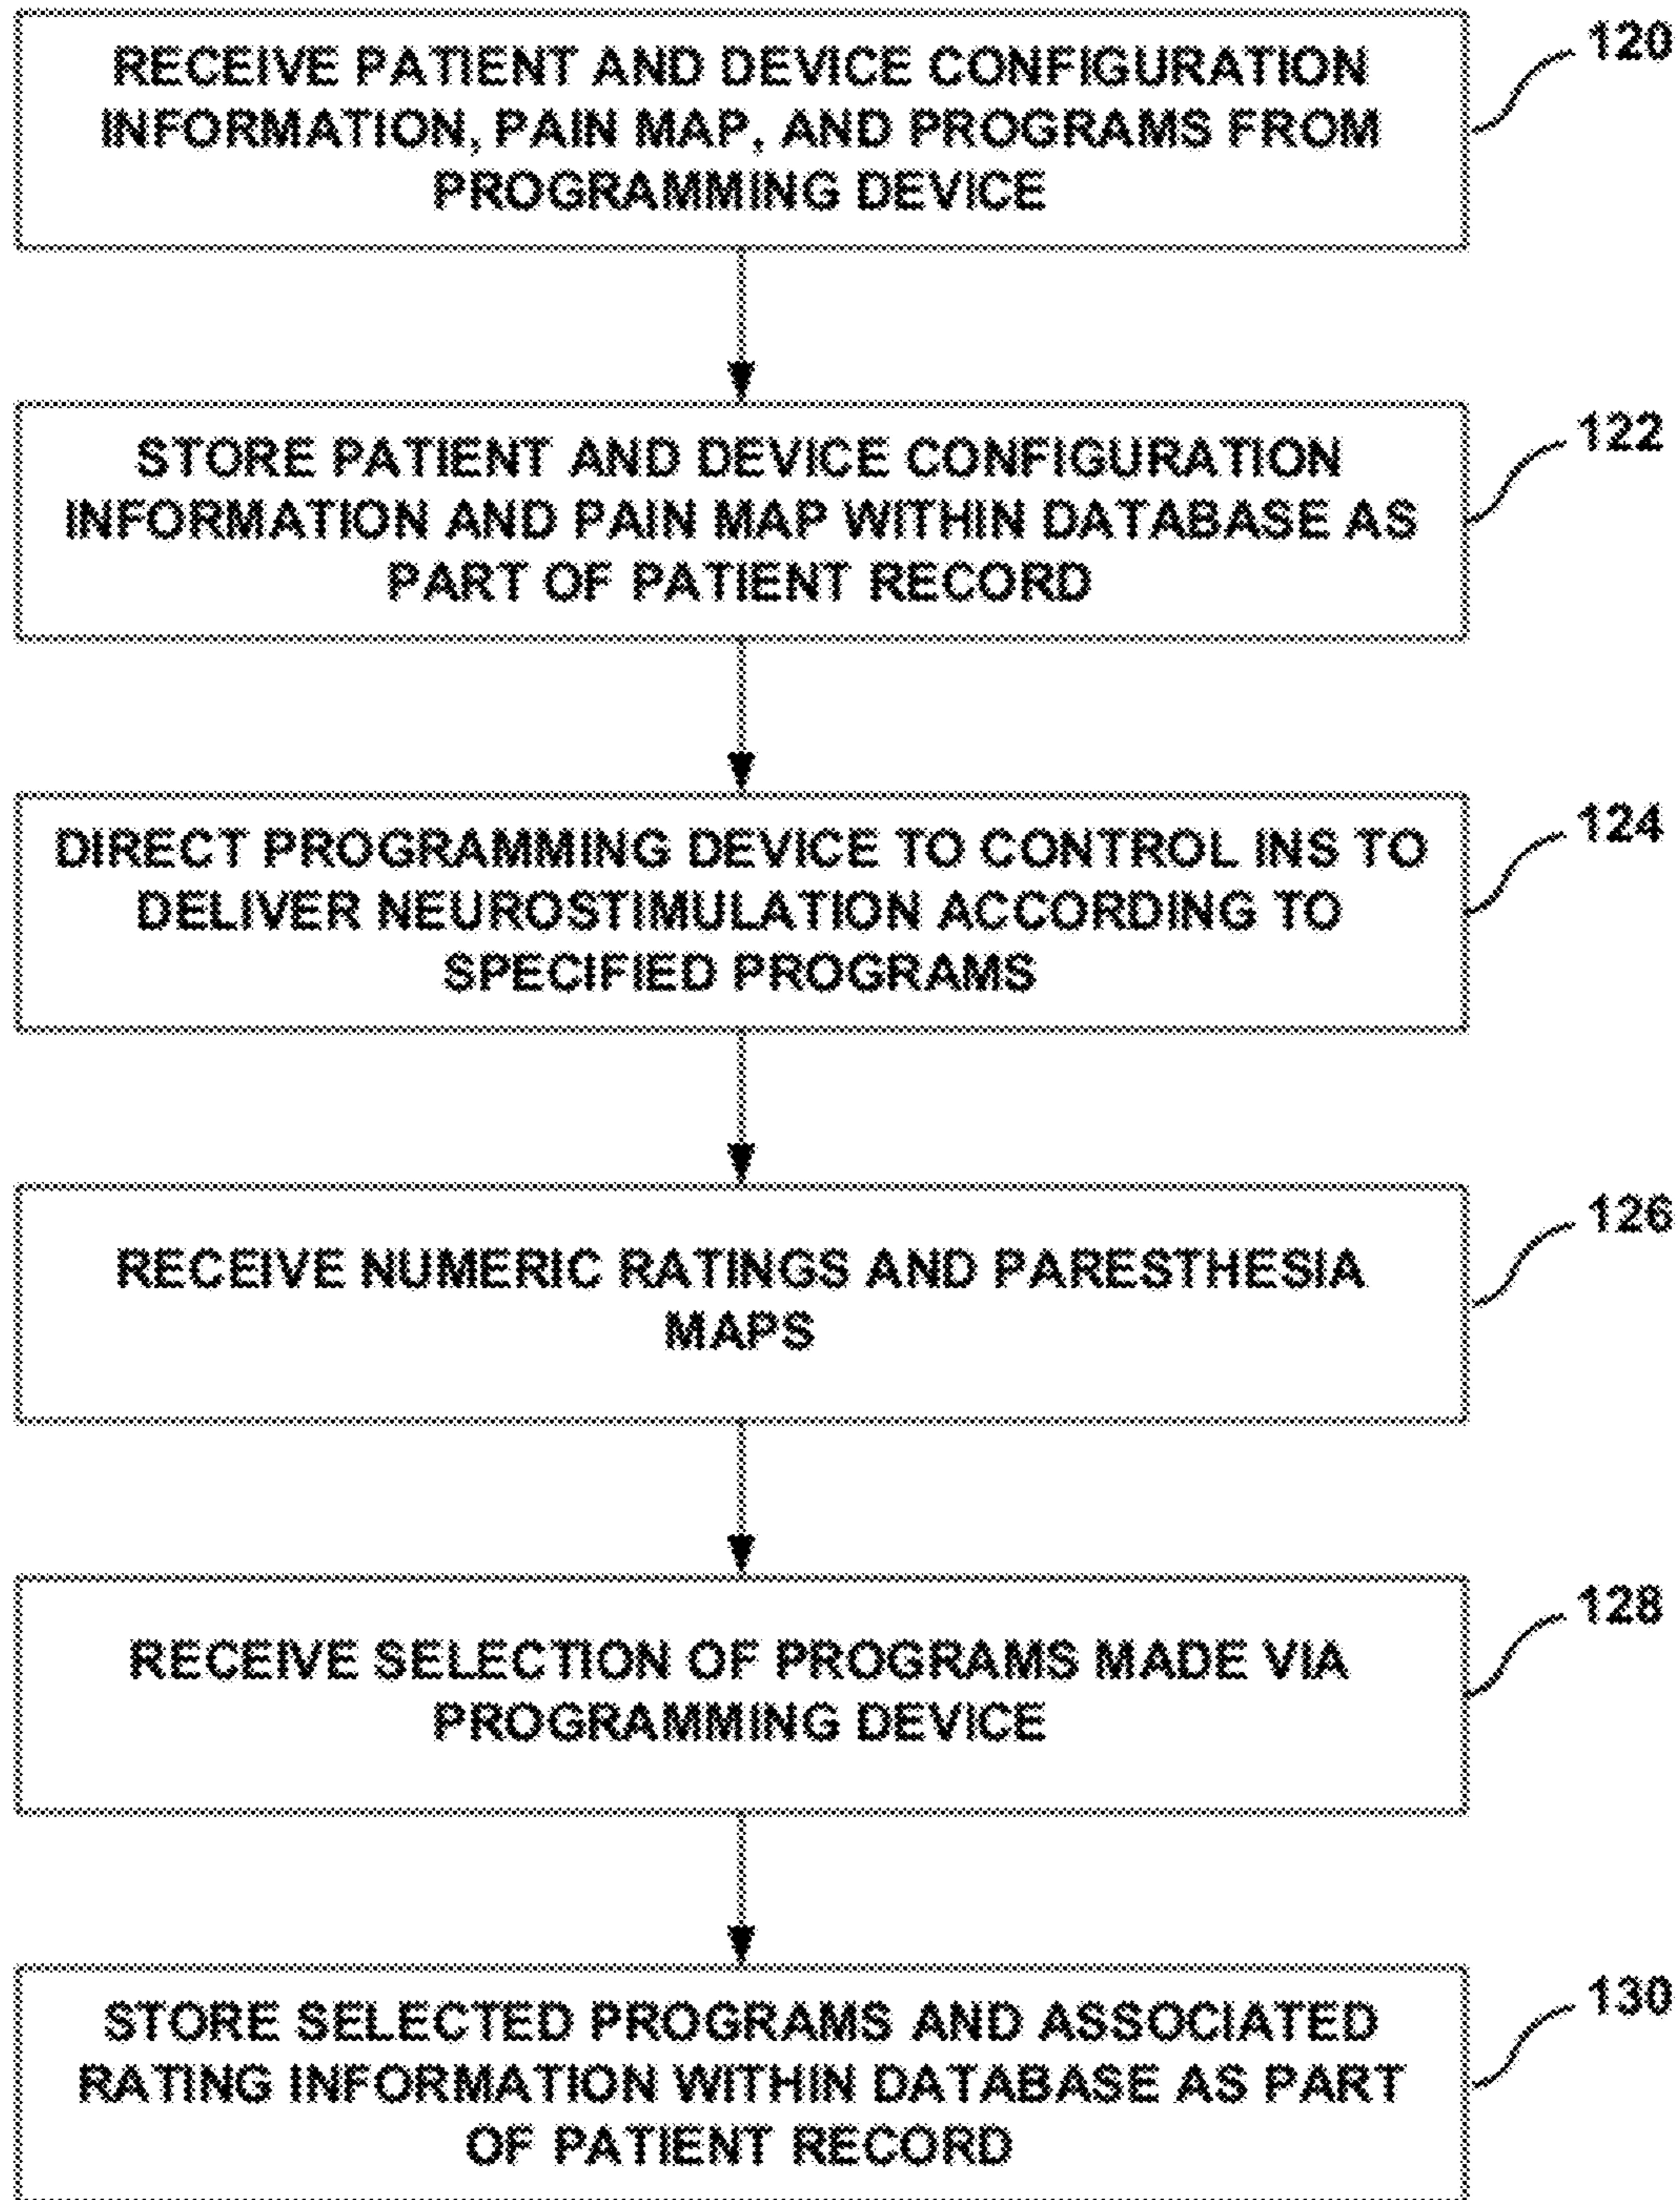 RECEIVE PATIENT AND DEVICE CONFIGURATION
INFORMATION, PAIN MAP, AND PROGRAMS FROM
PROGRAMMING DEVICE
120
STORE PATIENT AND DEVICE CONFIGURATION
INFORMATION AND PAIN MAP WITHIN DATABASE AS
PART OF PATIENT RECORD
122
DIRECT PROGRAMMING DEVICE TO CONTROL INS TO
DELIVER NEUROSTIMULATION ACCORDING TO
SPECIFIED PROGRAMS
124
RECEIVE NUMERIC RATINGS AND PARESTHESIA
MAPS
126
RECEIVE SELECTION OF PROGRAMS MADE VIA
PROGRAMMING DEVICE
128
STORE SELECTED PROGRAMS AND ASSOCIATED
RATING INFORMATION WITHIN DATABASE AS PART
OF PATIENT RECORD
130